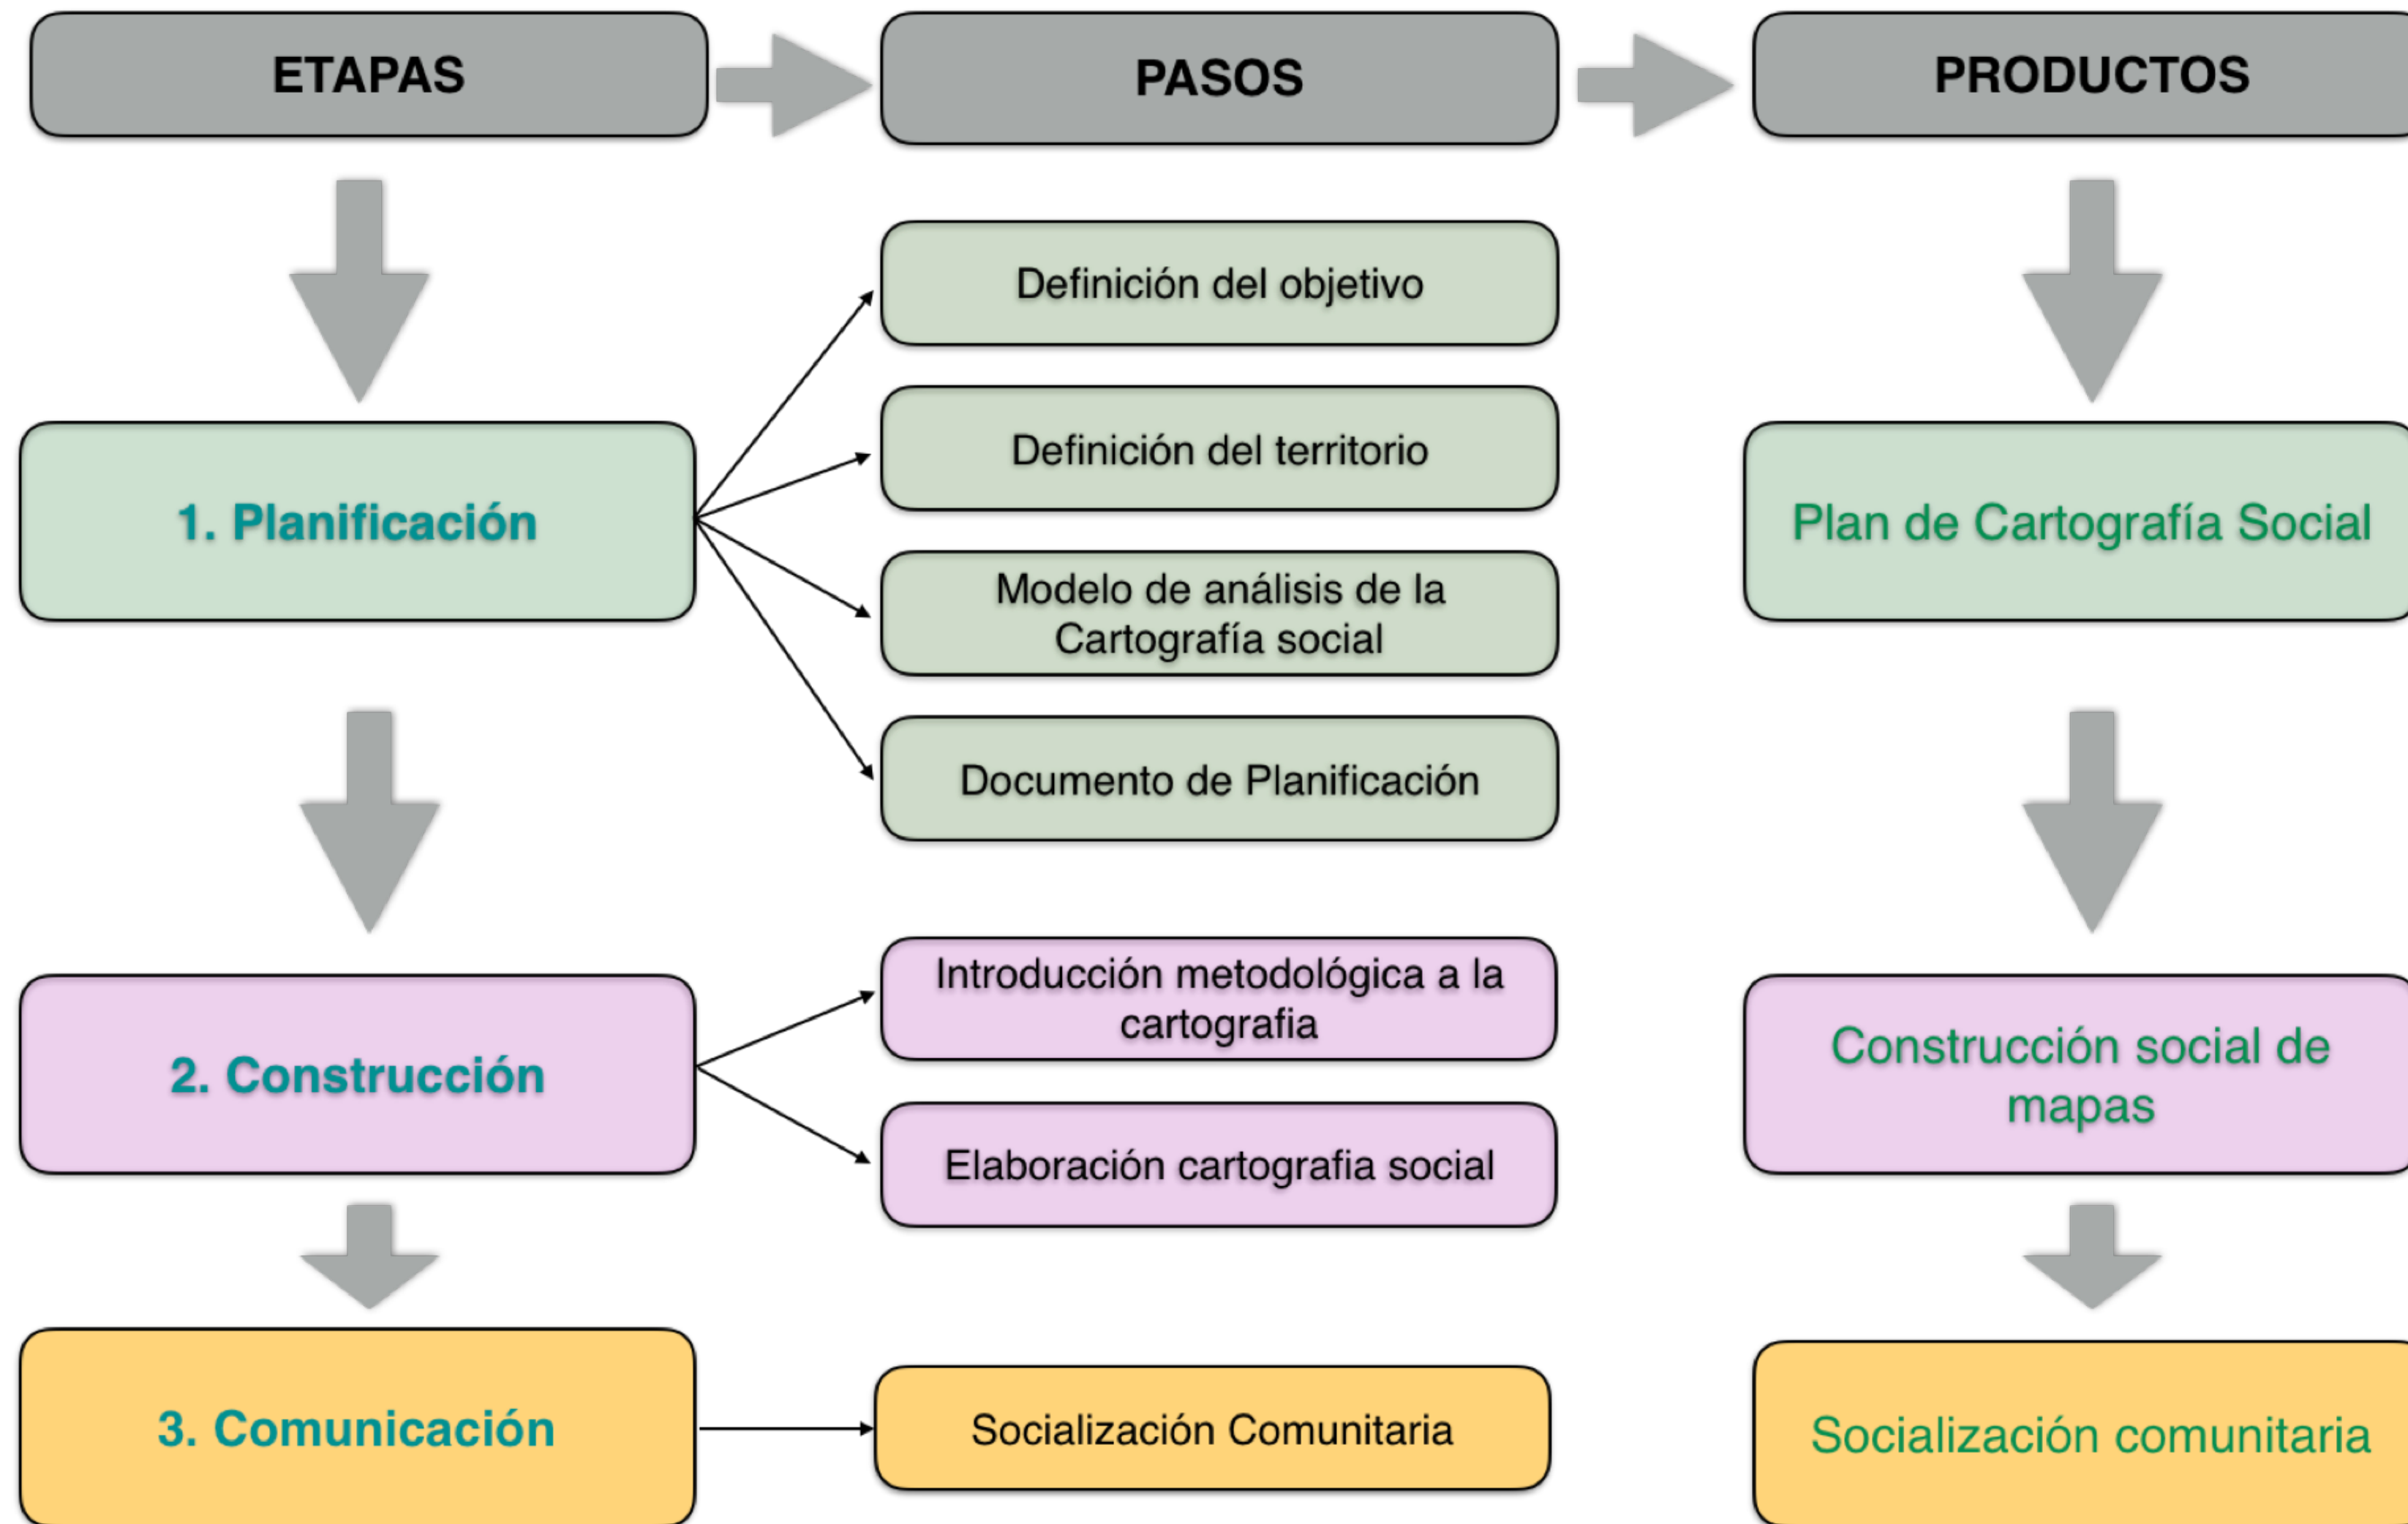 ETAPAS
PASOS
PRODUCTOS
Definición del objetivo
Definición del territorio
1. Planificación
Modelo de análisis de la
Cartografía social
Plan de Cartografía Social
Documento de Planificación
2. Construcción
Introducción metodológica a la
cartografia
Elaboración cartografia social
Construcción social de
mapas
3. Comunicación
Socialización Comunitaria
Socialización comunitaria